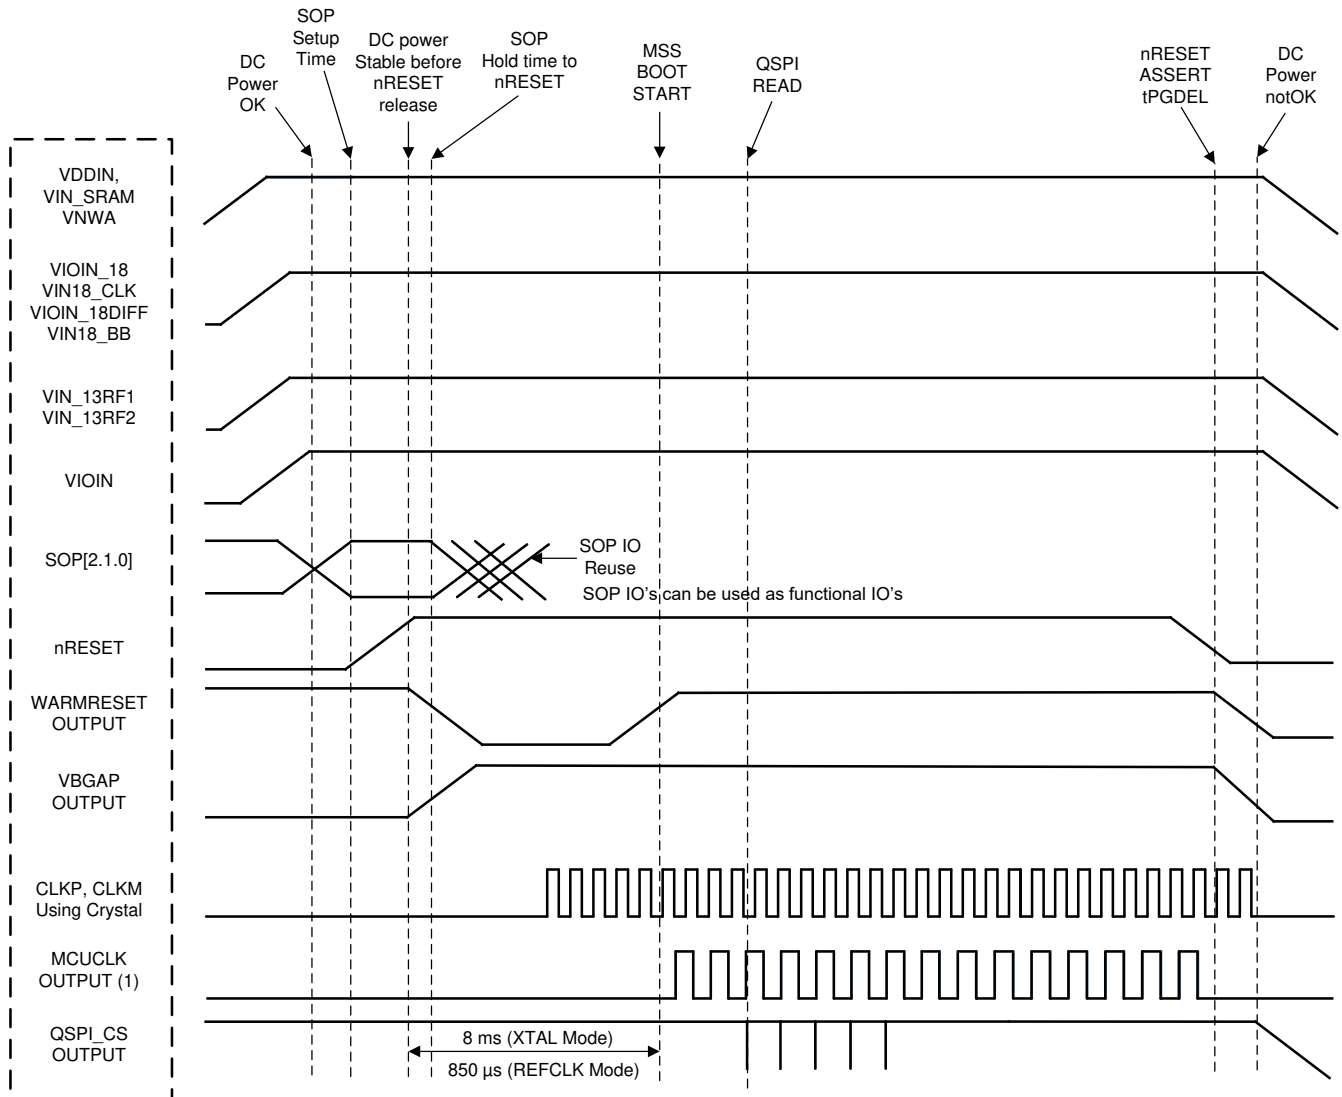 SOP
Setup
Time
DC
Power
OK
DC power
Stable before
nRESET
release
SOP
Hold time to
nRESET
MSS
BOOT
START
QSPI
READ
nRESET
ASSERT
tPGDEL
DC
Power
notOK
VDDIN,
VIN_SRAM
VNWA
VIOIN_18
VIN18_CLK
VIOIN_18DIFF
VIN18_BB
VIN_13RF1
VIN_13RF2
VIOIN
SOP[2.1.0]
SOP IO
Reuse
SOP IO's can be used as functional IO's
nRESET
WARMRESET
OUTPUT
VBGAP
OUTPUT
CLKP, CLKM
Using Crystal
MCUCLK
OUTPUT (1)
QSPI_CS
OUTPUT
8 ms (XTAL Mode)
850 µs (REFCLK Mode)